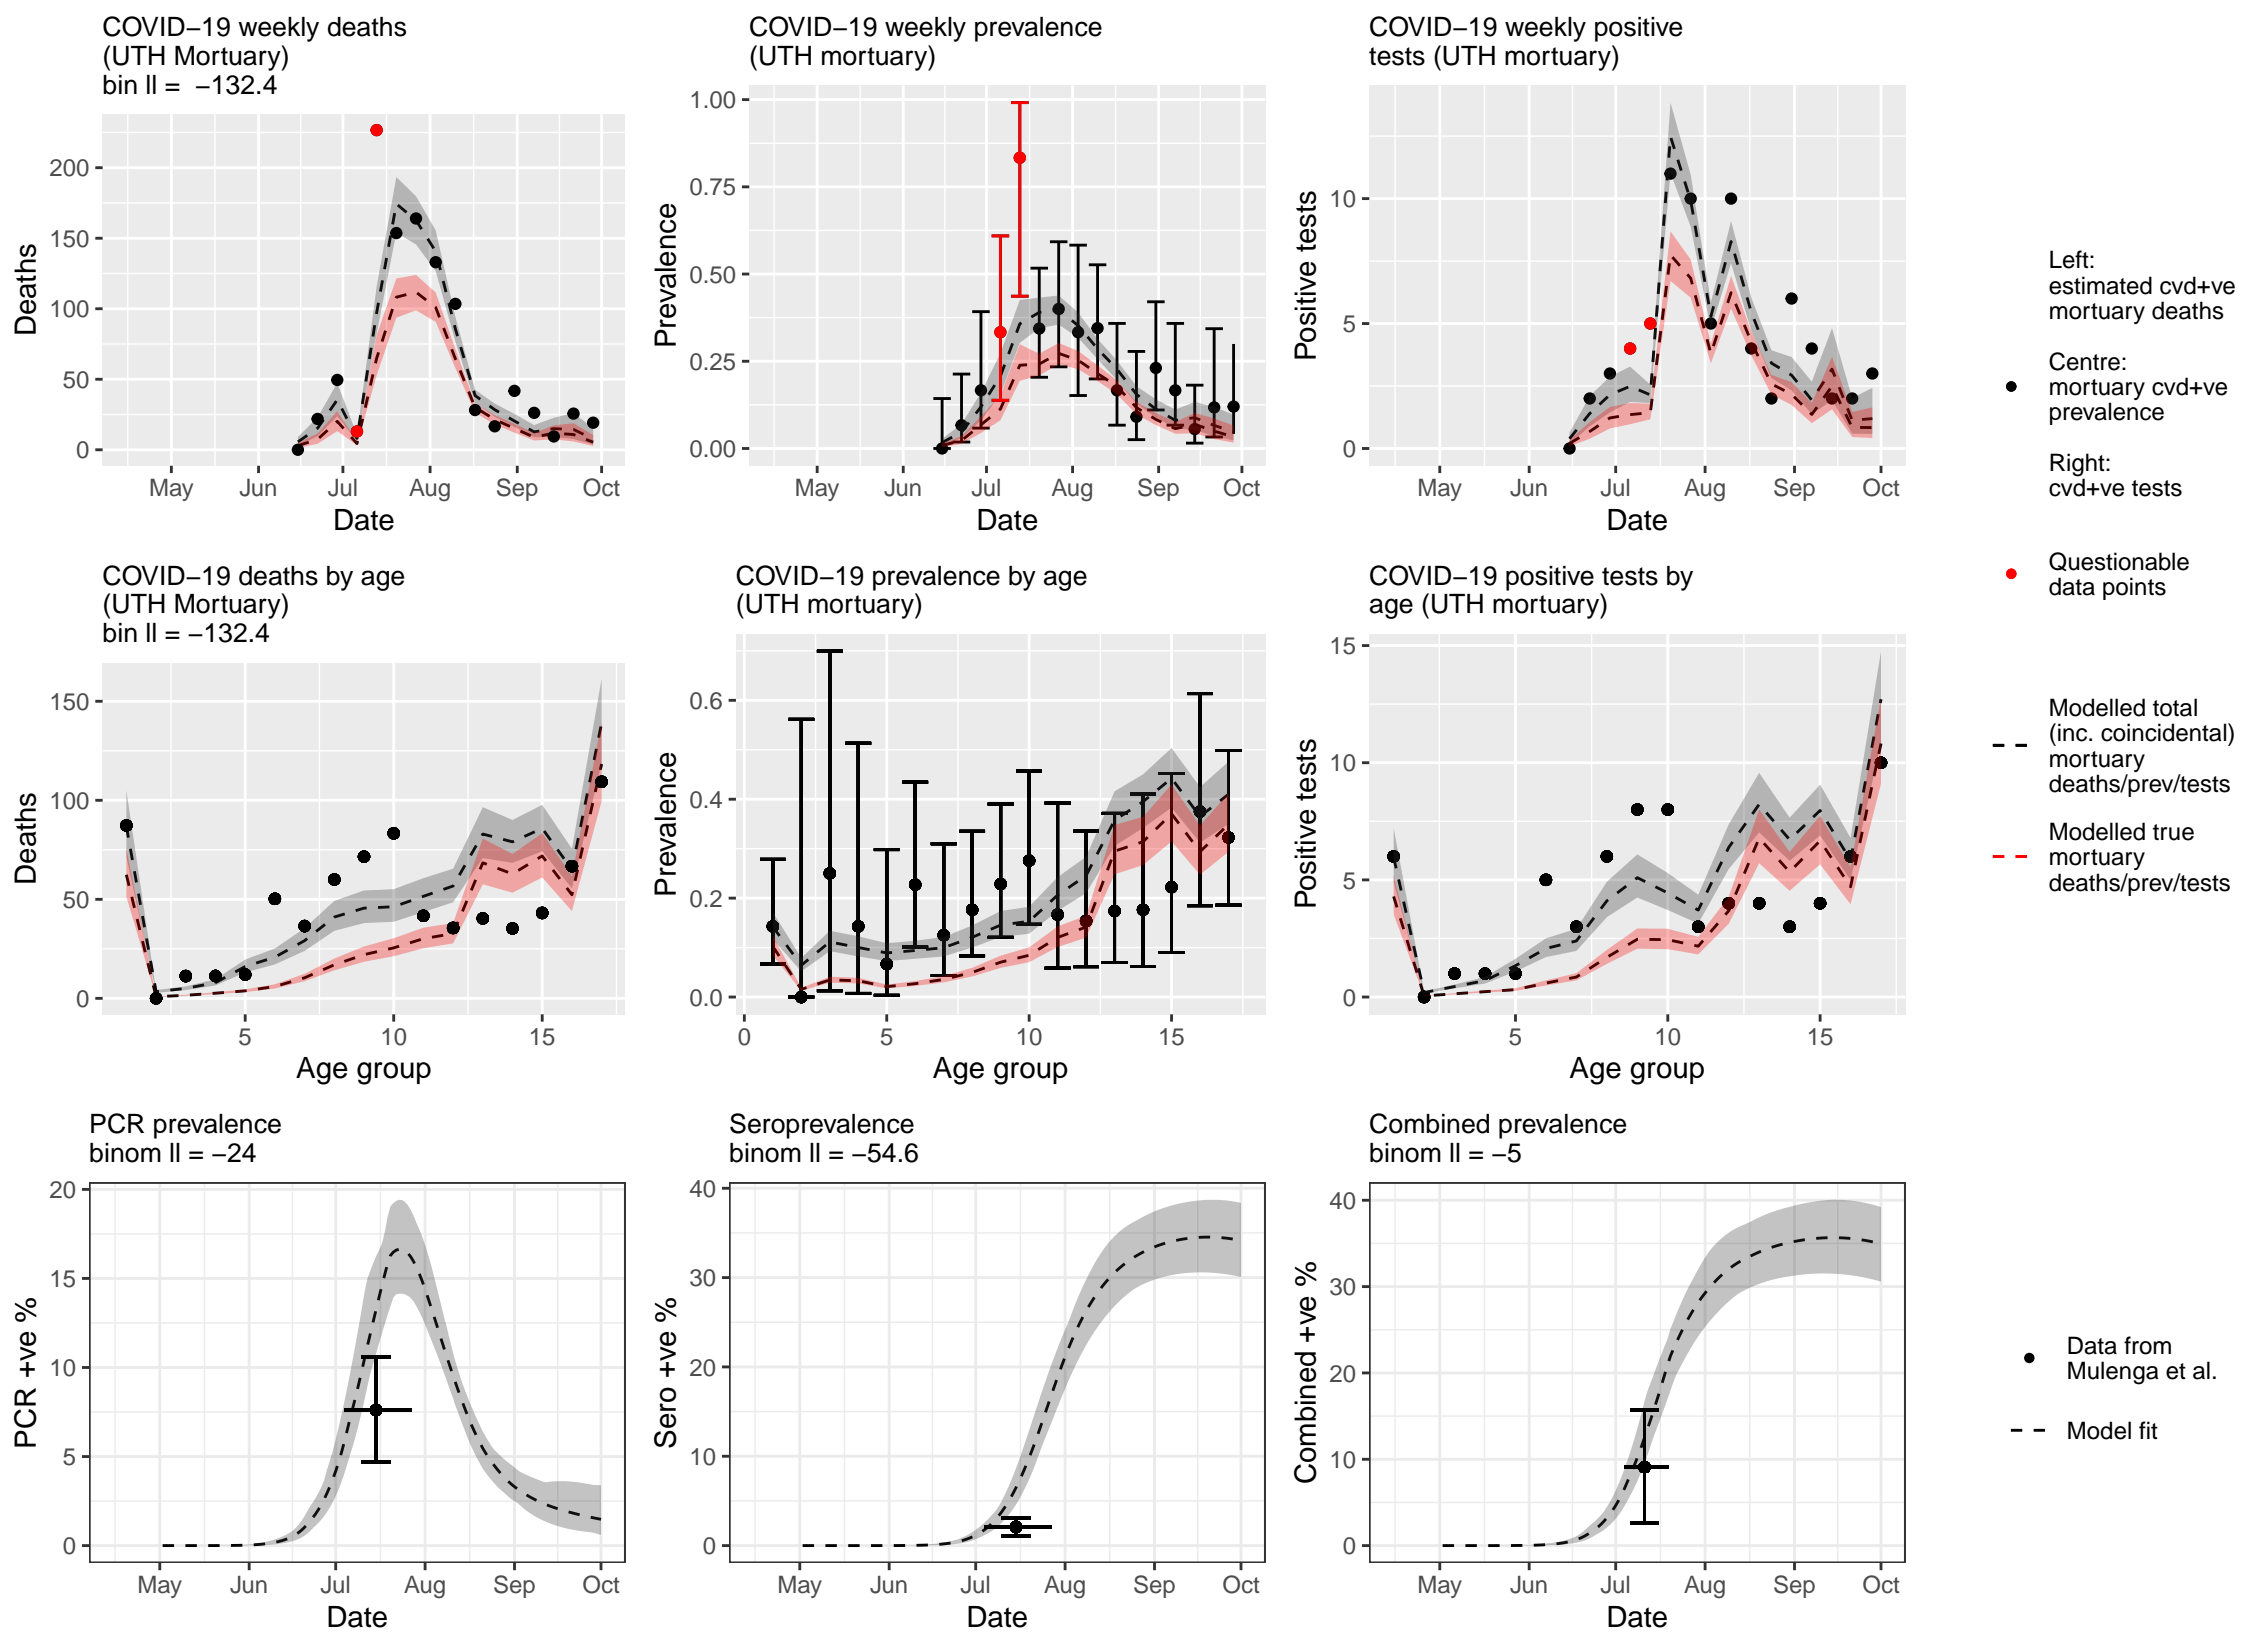 COVID−19 weekly deaths
(UTH Mortuary)
bin ll =  −132.4
200
150
100
50
0
Deaths
May Jun Jul Aug Sep Oct
Date
COVID−19 weekly prevalence
(UTH mortuary)
1.00
0.75
0.50
0.25
0.00
Prevalence
May Jun Jul Aug Sep Oct
Date
COVID−19 weekly positive
tests (UTH mortuary)
10
5
0
Positive tests
May Jun Jul Aug Sep Oct
Date
Left:
estimated cvd+ve
mortuary deaths
Centre:
mortuary cvd+ve
prevalence
Right:
cvd+ve tests
Questionable
data points
COVID−19 deaths by age
(UTH Mortuary)
bin ll = −132.4
150
100
50
0
Deaths
5 10 15
Age group
COVID−19 prevalence by age
(UTH mortuary)
0.6
0.4
0.2
0.0
Prevalence
0 5 10 15
Age group
COVID−19 positive tests by
age (UTH mortuary)
15
10
5
0
Positive tests
5 10 15
Age group
Modelled total
(inc. coincidental)
mortuary
deaths/prev/tests
Modelled true
mortuary
deaths/prev/tests
PCR prevalence
binom ll = −24
20
15
10
5
0
PCR +ve %
May Jun Jul Aug Sep Oct
Date
Seroprevalence
binom ll = −54.6
40
30
20
10
0
Sero +ve %
May Jun Jul Aug Sep Oct
Date
Combined prevalence
binom ll = −5
40
30
20
10
0
Combined +ve %
May Jun Jul Aug Sep Oct
Date
Data from
Mulenga et al.
Model fit